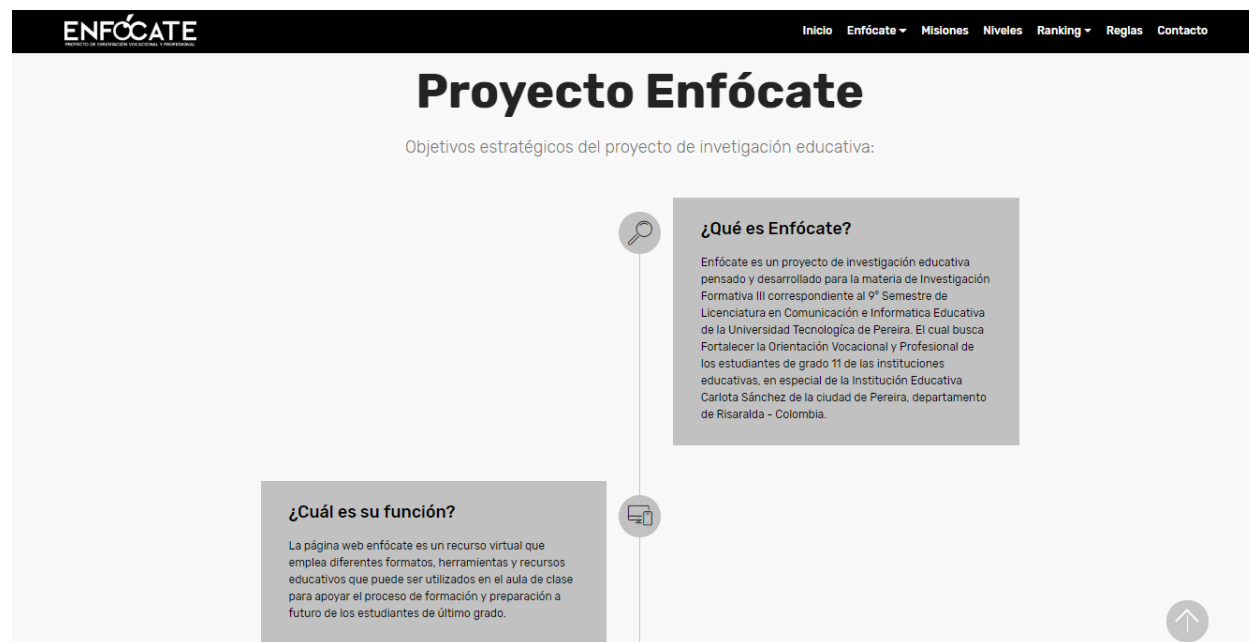 ENFÓCATE
PROYECTO DE ORIENTACIÓN VOCACIONAL Y PROFESIONAL
Inicio Enfócate Misiones Niveles Ranking Reglas Contacto
Proyecto Enfócate
Objetivos estratégicos del proyecto de invetigación educativa:
¿Qué es Enfócate?
Enfócate es un proyecto de investigación educativa
pensado y desarrollado para la materia de Investigación
Formativa III correspondiente al 9° Semestre de
Licenciatura en Comunicación e Informatica Educativa
de la Universidad Tecnologíca de Pereira. El cual busca
Fortalecer la Orientación Vocacional y Profesional de
los estudiantes de grado 11 de las instituciones
educativas, en especial de la Institución Educativa
Carlota Sánchez de la ciudad de Pereira, departamento
de Risaralda - Colombia.
¿Cuál es su función?
La página web enfócate es un recurso virtual que
emplea diferentes formatos, herramientas y recursos
educativos que puede ser utilizados en el aula de clase
para apoyar el proceso de formación y preparación a
futuro de los estudiantes de último grado.